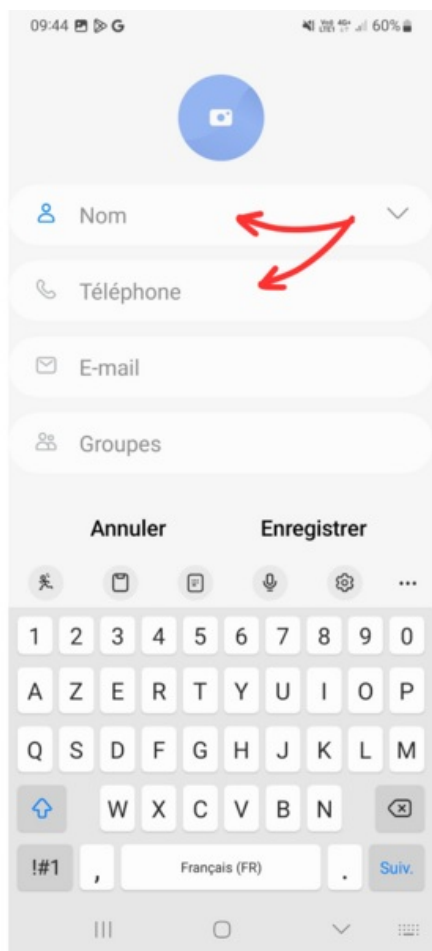 09:44 G 60%
Nom
Téléphone
E-mail
Groupes
Annuler Enregistrer
1 2 3 4 5 6 7 8 9 0
A Z E R T Y U I O P
Q S D F G H J K L M
W X C V B N
!#1 , Français (FR) . Suiv.